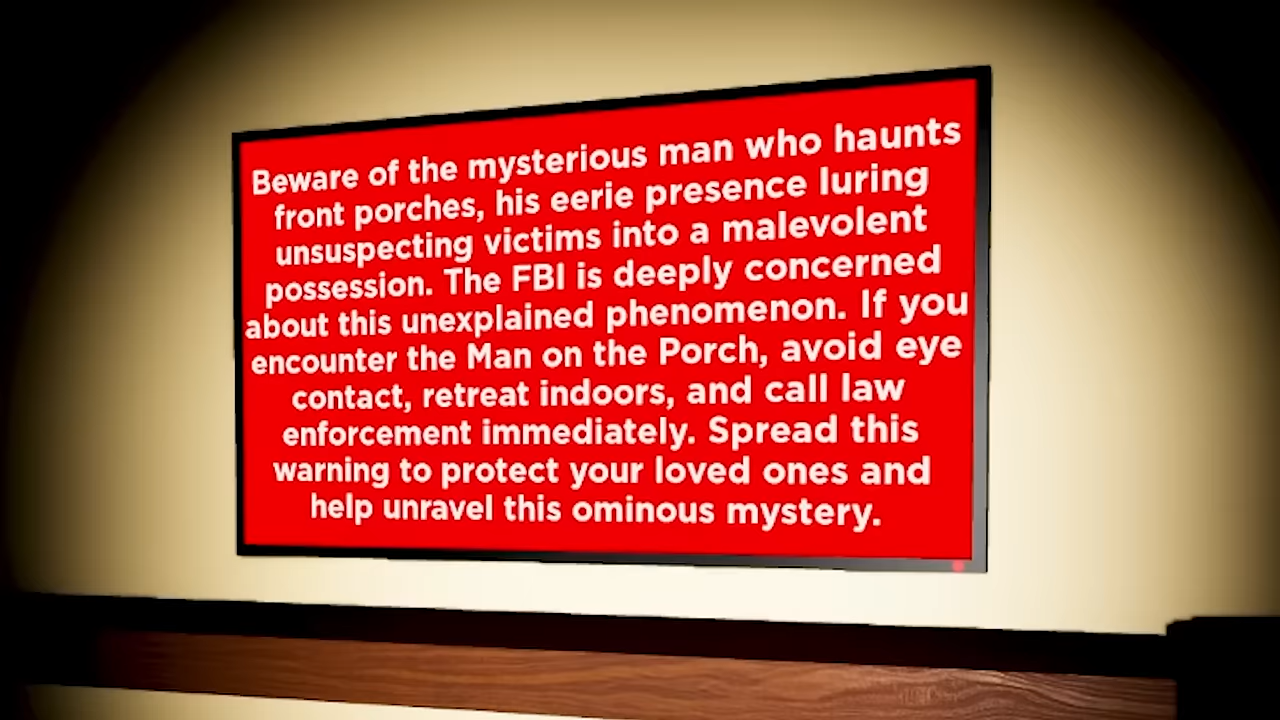 Beware of the mysterious man who haunts
front porches, his eerie presence luring
unsuspecting victims into a malevolent
possession. The FBI is deeply concerned
about this unexplained phenomenon. If you
encounter the Man on the Porch, avoid eye
contact, retreat indoors, and call law
enforcement immediately. Spread this
warning to protect your loved ones and
help unravel this ominous mystery.